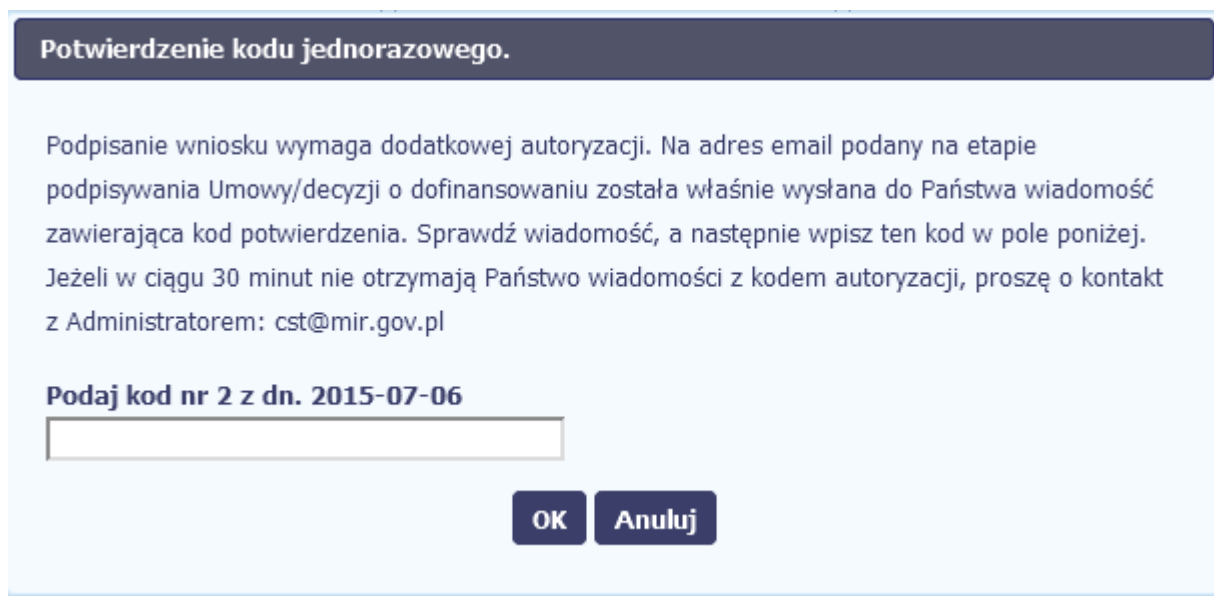 Potwierdzenie kodu jednorazowego.
Podpisanie wniosku wymaga dodatkowej autoryzacji. Na adres email podany na etapie
podpisywania Umowy/decyzji o dofinansowaniu została właśnie wysłana do Państwa wiadomość
zawierająca kod potwierdzenia. Sprawdź wiadomość, a następnie wpisz ten kod w pole poniżej.
Jeżeli w ciągu 30 minut nie otrzymają Państwo wiadomości z kodem autoryzacji, proszę o kontakt
z Administratorem: cst@mir.gov.pl
Podaj kod nr 2 z dn. 2015-07-06
OK Anuluj